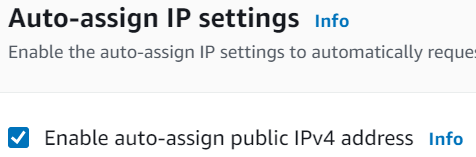 Auto-assign IP settings Info
Enable the auto-assign IP settings to automatically reque
Enable auto-assign public IPv4 address Info